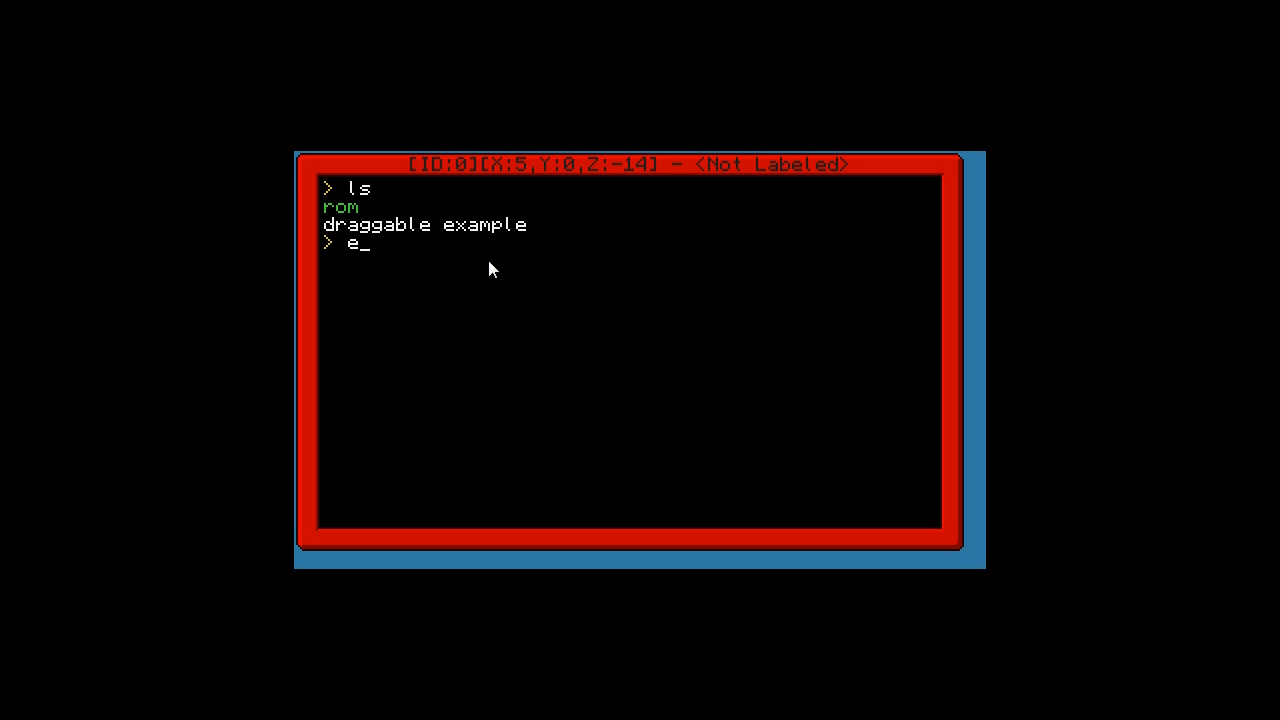 [ID:0][X:5,Y:0,Z:-14] - <Not Labeled>
> ls
rom
draggable example
> e_